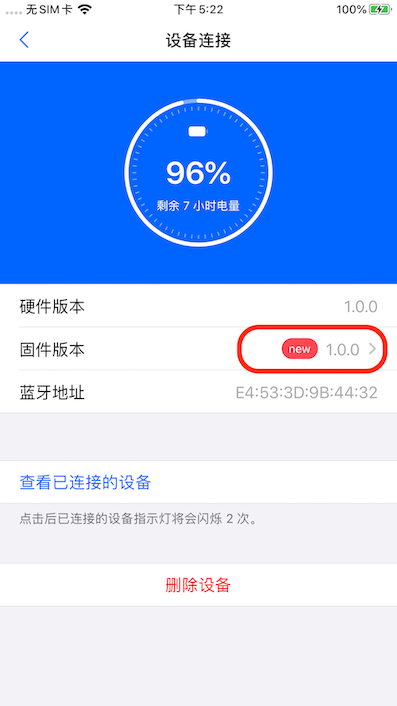 无SIM卡 下午5:22 100%
设备连接
96%
剩余 7 小时电量
硬件版本 1.0.0
固件版本 new 1.0.0
蓝牙地址 E4:53:3D:9B:44:32
查看已连接的设备
点击后已连接的设备指示灯将会闪烁 2 次。
删除设备